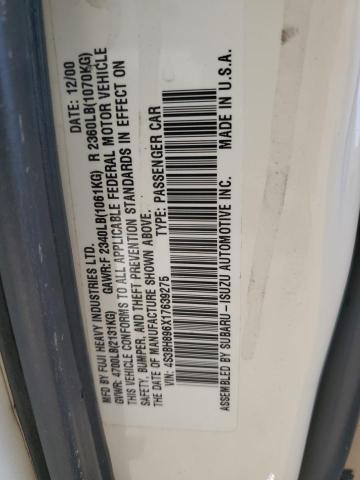 MFD BY FUJI HEAVY INDUSTRIES LTD. DATE: 12/00
GVWR: 4700LB(2131KG) GAWR:F 2340LB(1061KG) R 2360LB(1070KG)
THIS VEHICLE CONFORMS TO ALL APPLICABLE FEDERAL MOTOR VEHICLE
SAFETY, BUMPER, AND THEFT PREVENTION STANDARDS IN EFFECT ON
THE DATE OF MANUFACTURE SHOWN ABOVE.
VIN: 4S3BH896X17639275 TYPE: PASSENGER CAR
ASSEMBLED BY SUBARU-ISUZU AUTOMOTIVE INC. MADE IN U.S.A.